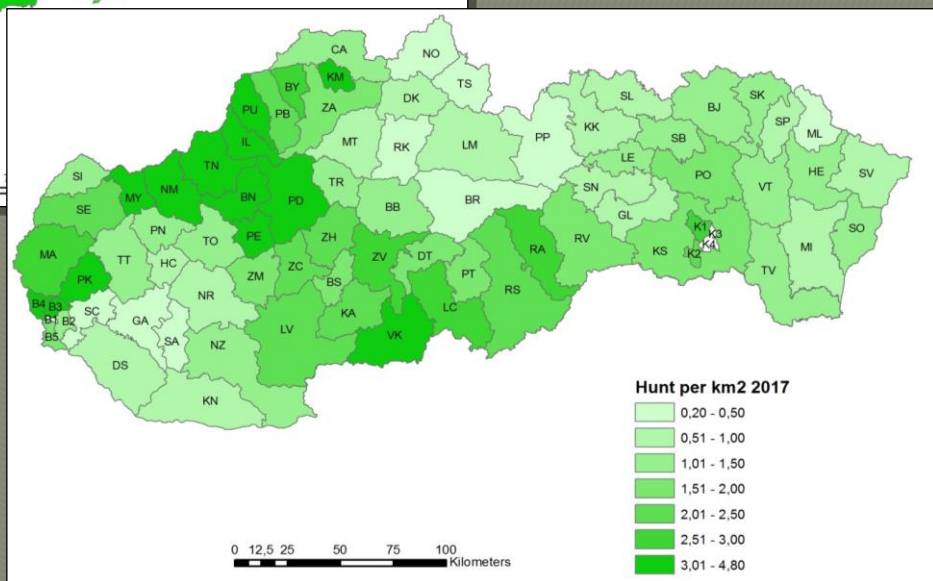 CA
NO
KM
TS
BY
DK
SL
SK
PU
PB
ZA
KK
BJ
SP
ML
IL
MT
RK
LM
PP
SB
LE
SI
TN
PO
HE
SV
MY
NM
BN
PD
TR
BB
BR
SN
VT
SE
GL
PN
TO
PE
ZH
RV
K1
K3
SO
MA
TT
HC
ZC
ZV
DT
RA
KS
K2
K4
MI
PK
ZM
BS
PT
TV
NR
KA
LC
RS
B4
B3
SC
GA
LV
B1
B2
B5
SA
NZ
VK
DS
KN
Hunt per km2 2017
0,20 - 0,50
0,51 - 1,00
1,01 - 1,50
1,51 - 2,00
2,01 - 2,50
2,51 - 3,00
3,01 - 4,80
0 12,5 25 50 75 100
Kilometers